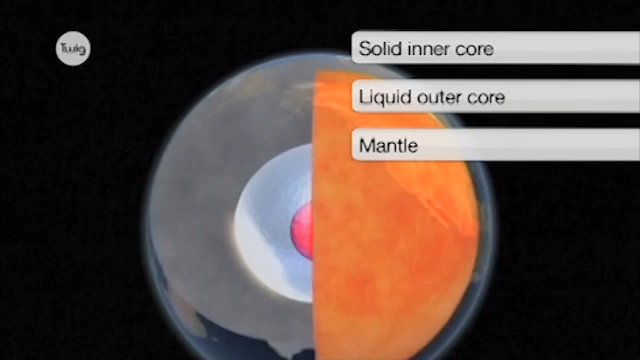 Twig
Solid inner core
Liquid outer core
Mantle